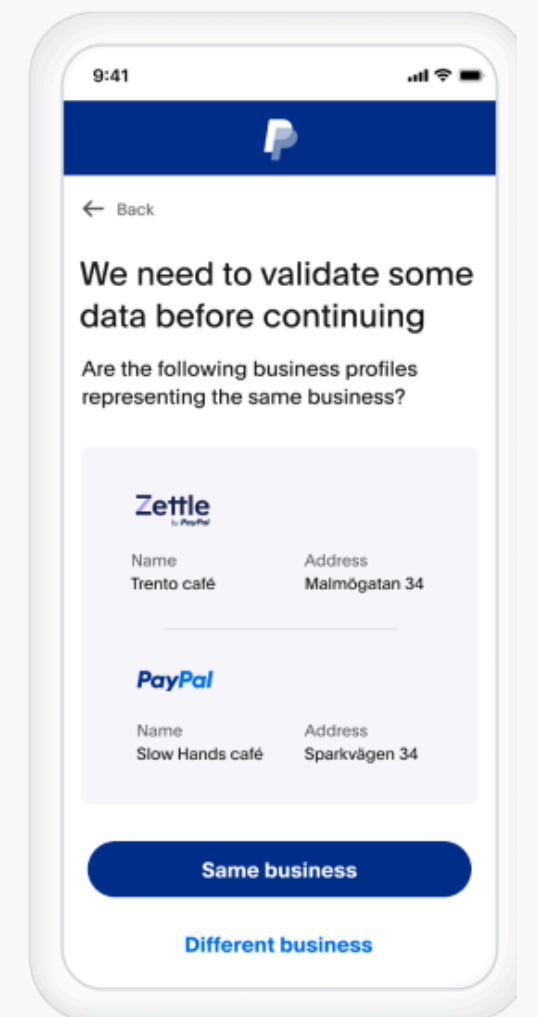 9:41
Back
We need to validate some
data before continuing
Are the following business profiles
representing the same business?
Zettle
by PayPal
Name Address
Trento café Malmögatan 34
PayPal
Name Address
Slow Hands café Sparkvägen 34
Same business
Different business